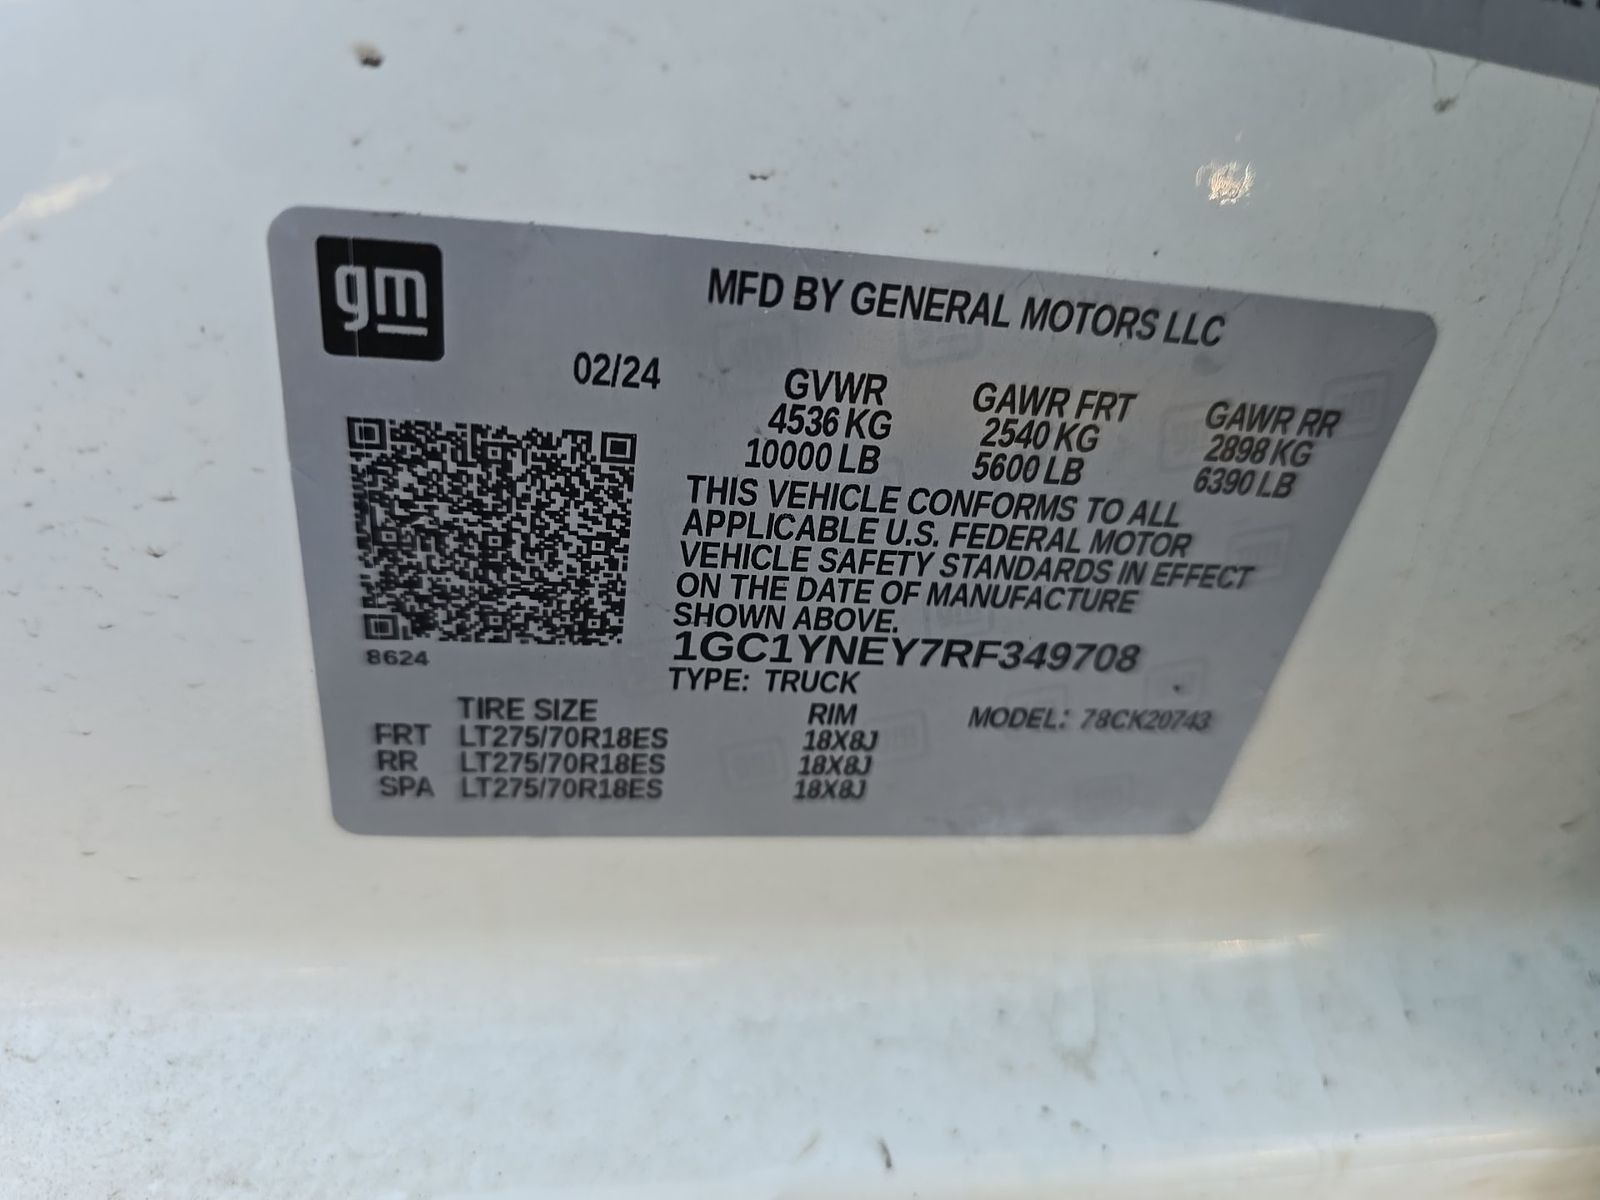 gm
MFD BY GENERAL MOTORS LLC
02/24
GVWR GAWR FRT GAWR RR
4536 KG 2540 KG 2898 KG
10000 LB 5600 LB 6390 LB
THIS VEHICLE CONFORMS TO ALL
APPLICABLE U.S. FEDERAL MOTOR
VEHICLE SAFETY STANDARDS IN EFFECT
ON THE DATE OF MANUFACTURE
SHOWN ABOVE.
8624
1GC1YNEY7RF349708
TYPE: TRUCK
TIRE SIZE RIM MODEL: 78CK20743
FRT LT275/70R18ES 18X8J
RR LT275/70R18ES 18X8J
SPA LT275/70R18ES 18X8J